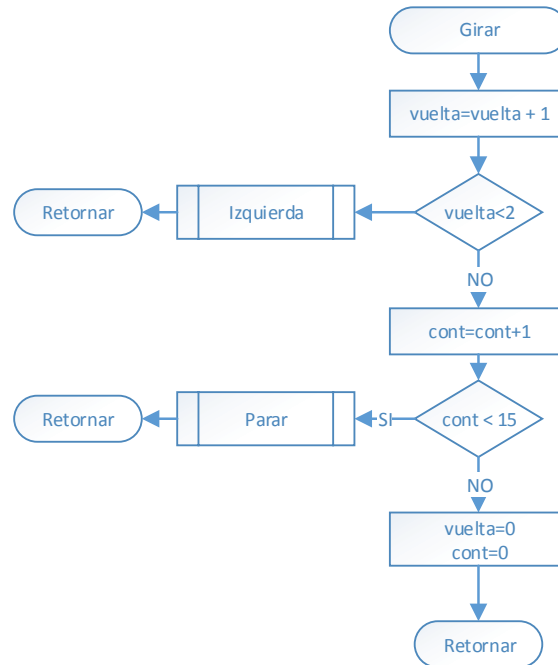 Girar
vuelta=vuelta + 1
Retornar
Izquierda
vuelta<2
NO
cont=cont+1
Retornar
Parar
SI
cont < 15
NO
vuelta=0
cont=0
Retornar